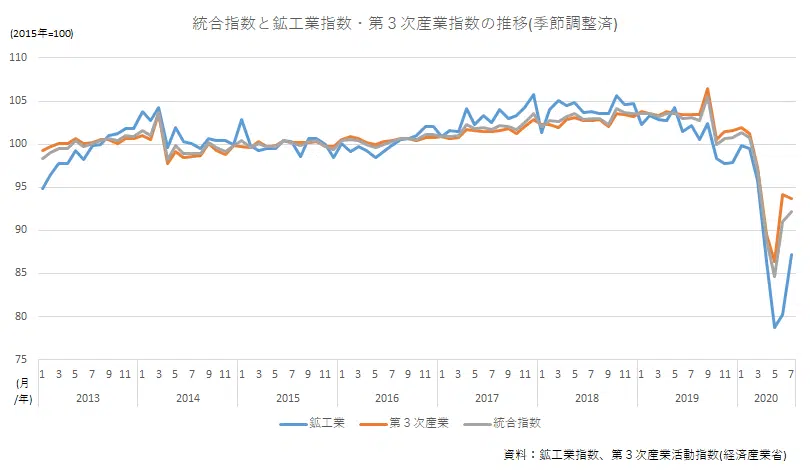 統合指数と鉱工業指数・第３次産業指数の推移(季節調整済)
(2015年=100)
110
105
100
95
90
85
80
75
1 3 5 7 9 11 1 3 5 7 9 11 1 3 5 7 9 11 1 3 5 7 9 11 1 3 5 7 9 11 1 3 5 7 9 11 1 3 5 7 9 11 1 3 5 7
(月
/年) 2013 2014 2015 2016 2017 2018 2019 2020
鉱工業 第３次産業 統合指数
資料：鉱工業指数、第３次産業活動指数(経済産業省)